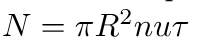 N = πR²nuτ